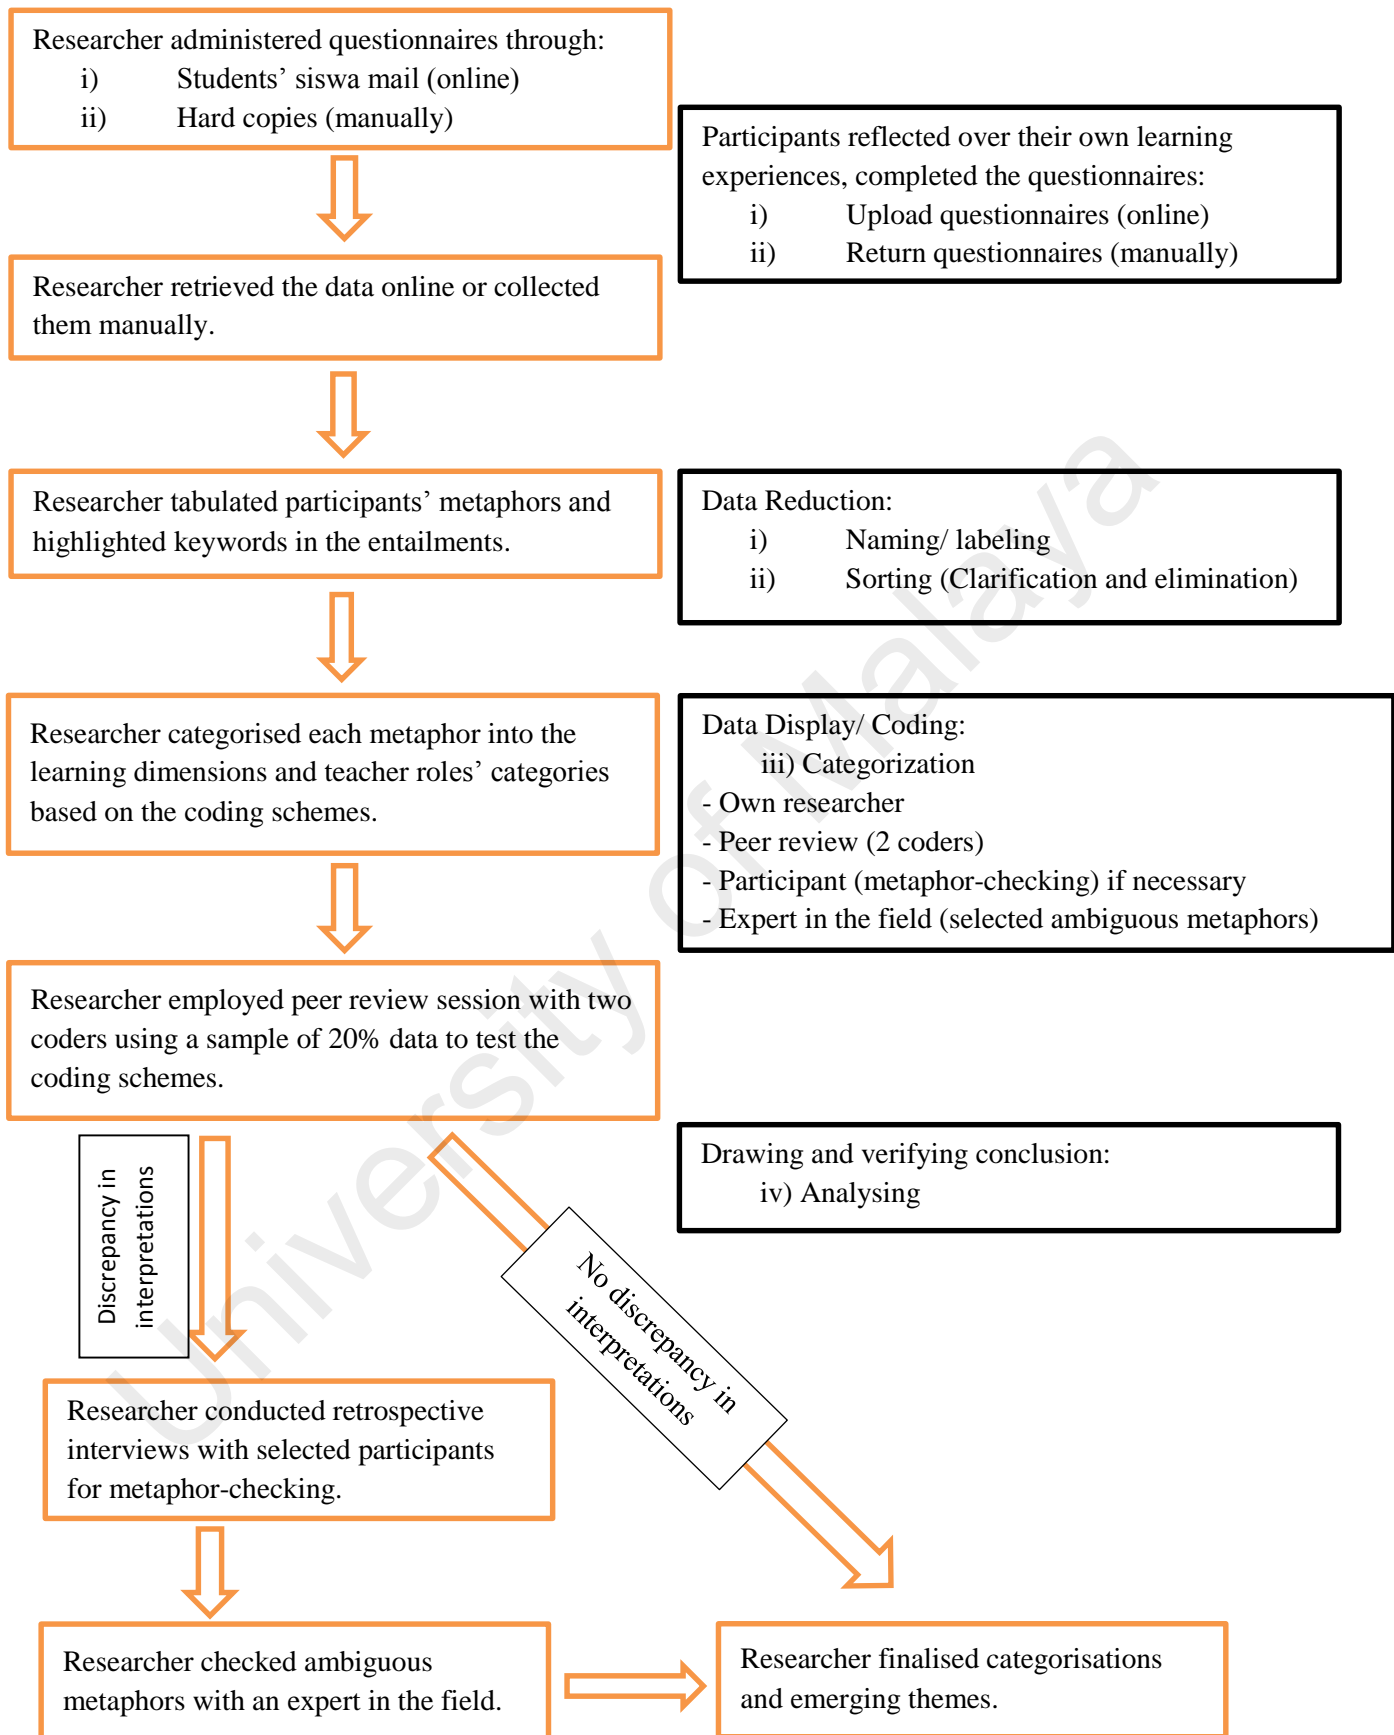 Researcher administered questionnaires through:
i) Students’ siswa mail (online)
ii) Hard copies (manually)
Participants reflected over their own learning
experiences, completed the questionnaires:
i) Upload questionnaires (online)
ii) Return questionnaires (manually)
Researcher retrieved the data online or collected
them manually.
Researcher tabulated participants’ metaphors and
highlighted keywords in the entailments.
Data Reduction:
i) Naming/ labeling
ii) Sorting (Clarification and elimination)
Researcher categorised each metaphor into the
learning dimensions and teacher roles’ categories
based on the coding schemes.
Data Display/ Coding:
iii) Categorization
- Own researcher
- Peer review (2 coders)
- Participant (metaphor-checking) if necessary
- Expert in the field (selected ambiguous metaphors)
Researcher employed peer review session with two
coders using a sample of 20% data to test the
coding schemes.
Drawing and verifying conclusion:
iv) Analysing
Discrepancy in
interpretations
No discrepancy in
interpretations
Researcher conducted retrospective
interviews with selected participants
for metaphor-checking.
Researcher checked ambiguous
metaphors with an expert in the field.
Researcher finalised categorisations
and emerging themes.
University of Malaya